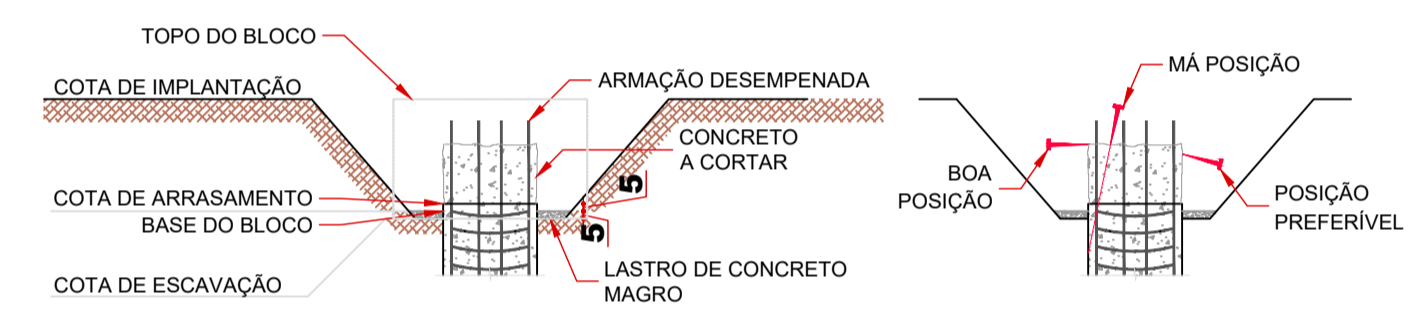 TOPO DO BLOCO
COTA DE IMPLANTAÇÃO
ARMAÇÃO DESEMPENADA
CONCRETO
A CORTAR
5
COTA DE ARRASAMENTO
BASE DO BLOCO
5
LASTRO DE CONCRETO
MAGRO
COTA DE ESCAVAÇÃO
MÁ POSIÇÃO
BOA
POSIÇÃO
POSIÇÃO
PREFERÍVEL